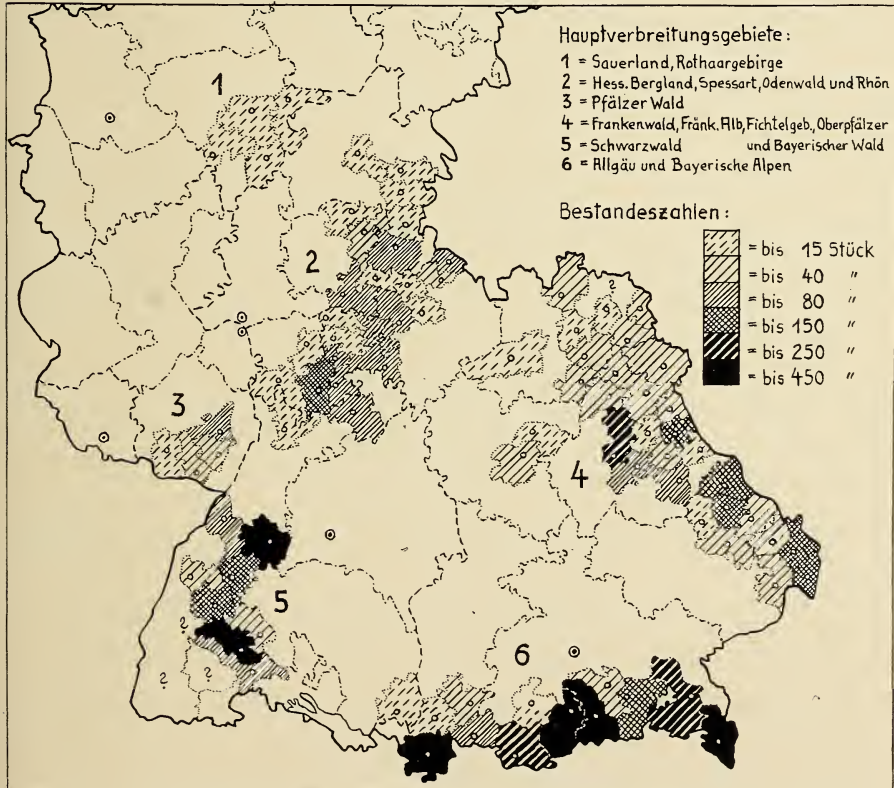 Hauptverbreitungsgebiete:
1 = Sauerland, Rothaargebirge
2 = Hess. Bergland, Spessart, Odenwald und Rhön
3 = Pfälzer Wald
4 = Frankenwald, Fränk. Alb, Fichtelgeb., Oberpfälzer
und Bayerischer Wald
5 = Schwarzwald
6 = Allgäu und Bayerische Alpen
Bestandeszahlen:
= bis 15 Stück
= bis 40 "
= bis 80 "
= bis 150 "
= bis 250 "
= bis 450 "
1
2
?
3
4
5
?
?
?
6